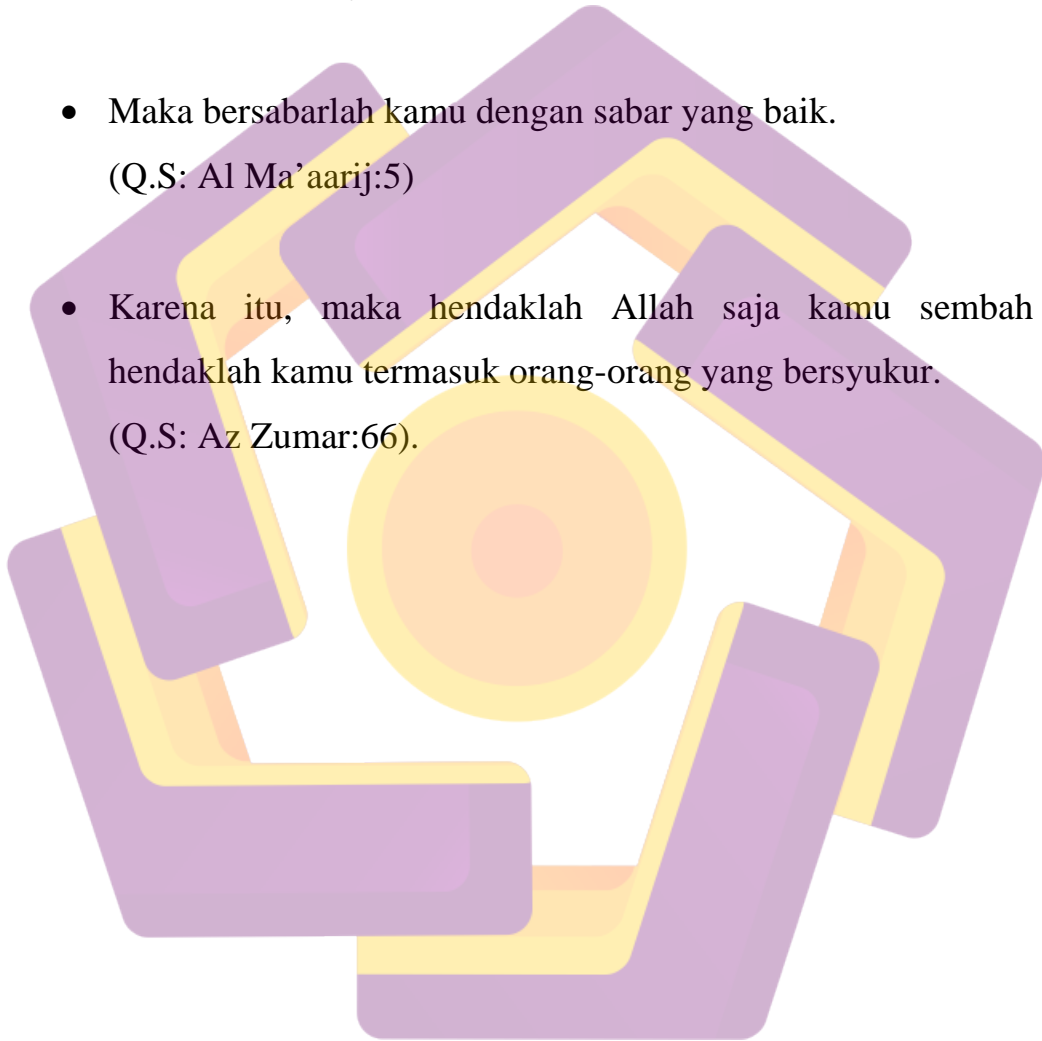 • Maka bersabarlah kamu dengan sabar yang baik.
(Q.S: Al Ma’aarij:5)
• Karena itu, maka hendaklah Allah saja kamu sembah
hendaklah kamu termasuk orang-orang yang bersyukur.
(Q.S: Az Zumar:66).